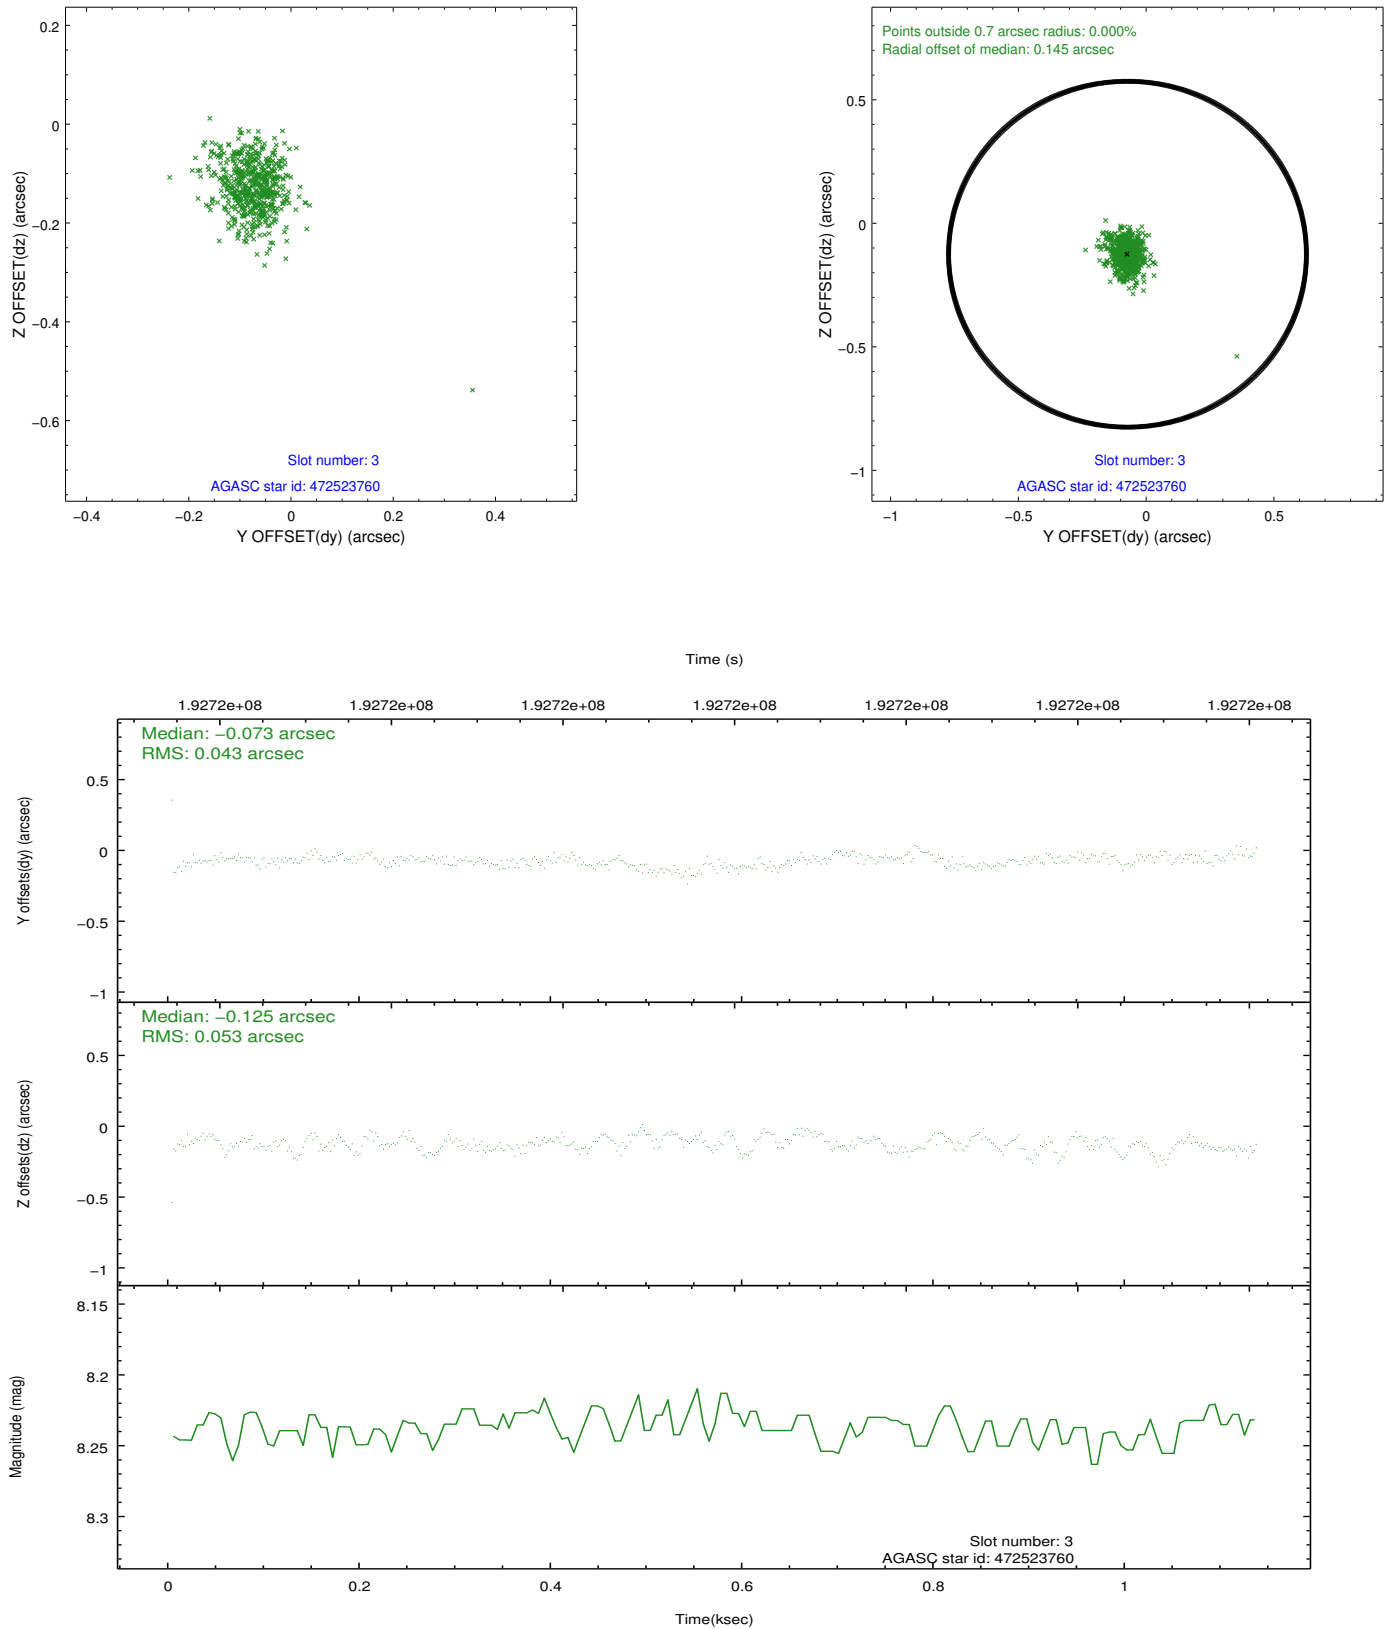 0.2
0
−0.2
−0.4
−0.6
Z OFFSET(dz) (arcsec)
Slot number: 3
AGASC star id: 472523760
−0.4
−0.2
0
0.2
0.4
Y OFFSET(dy) (arcsec)
Points outside 0.7 arcsec radius: 0.000%
Radial offset of median: 0.145 arcsec
0.5
0
−0.5
−1
Z OFFSET(dz) (arcsec)
Slot number: 3
AGASC star id: 472523760
−1
−0.5
0
0.5
Y OFFSET(dy) (arcsec)
Time (s)
1.9272e+08
1.9272e+08
1.9272e+08
1.9272e+08
1.9272e+08
1.9272e+08
1.9272e+08
Median: −0.073 arcsec
RMS: 0.043 arcsec
0.5
0
−0.5
−1
Y offsets(dy) (arcsec)
Median: −0.125 arcsec
RMS: 0.053 arcsec
0.5
0
−0.5
−1
Z offsets(dz) (arcsec)
8.15
8.2
8.25
8.3
Magnitude (mag)
Slot number: 3
AGASC star id: 472523760
0
0.2
0.4
0.6
0.8
1
Time(ksec)